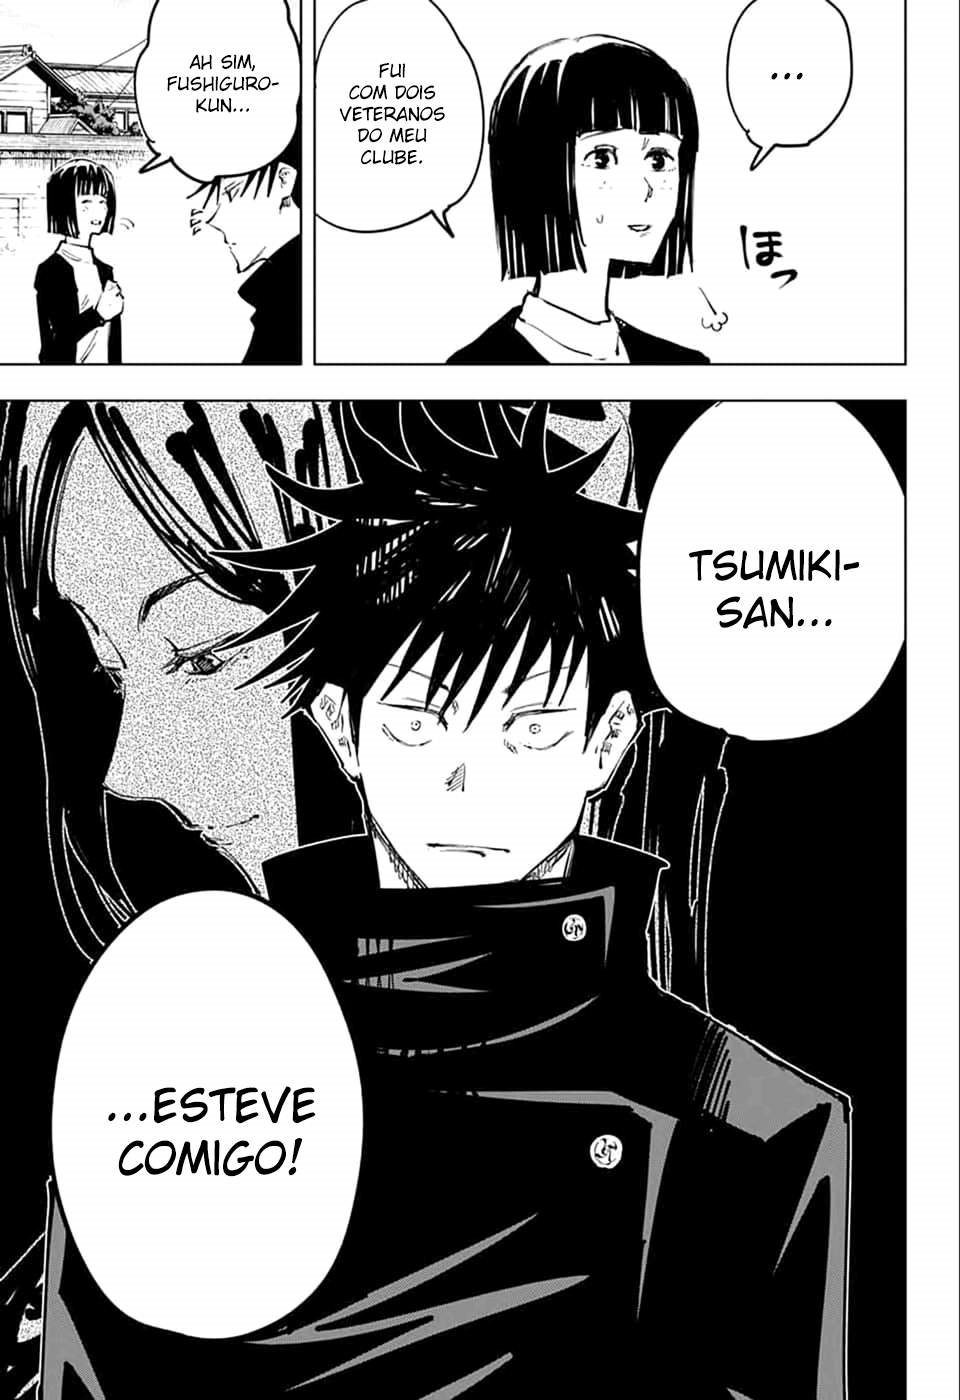 ...
FUI
COM DOIS
VETERANOS
DO MEU
CLUBE.
ほっ
AH SIM,
FUSHIGURO-
KUN...
TSUMIKI-
SAN...
...ESTEVE
COMIGO!